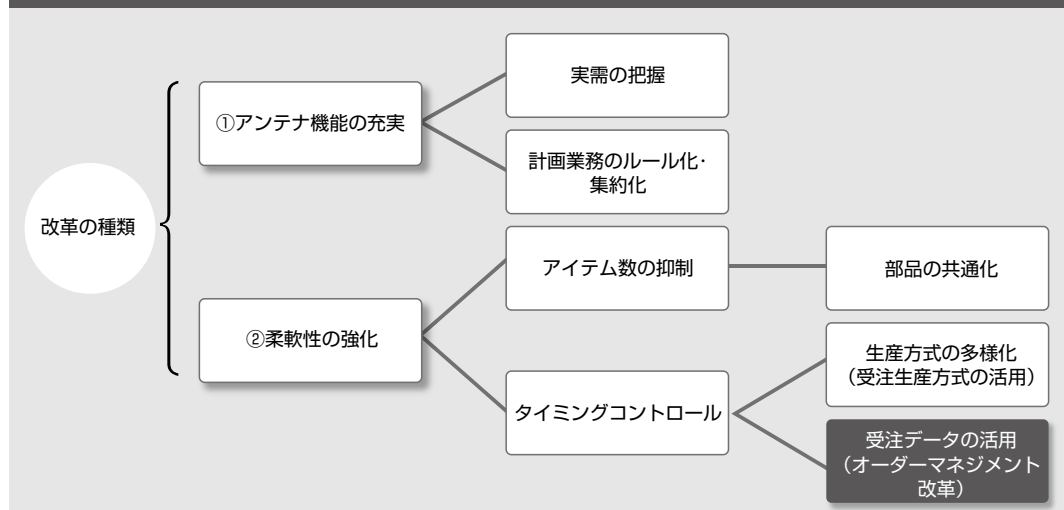 改革の種類
①アンテナ機能の充実
実需の把握
計画業務のルール化・
集約化
②柔軟性の強化
アイテム数の抑制
部品の共通化
タイミングコントロール
生産方式の多様化
（受注生産方式の活用）
受注データの活用
（オーダーマネジメント
改革）